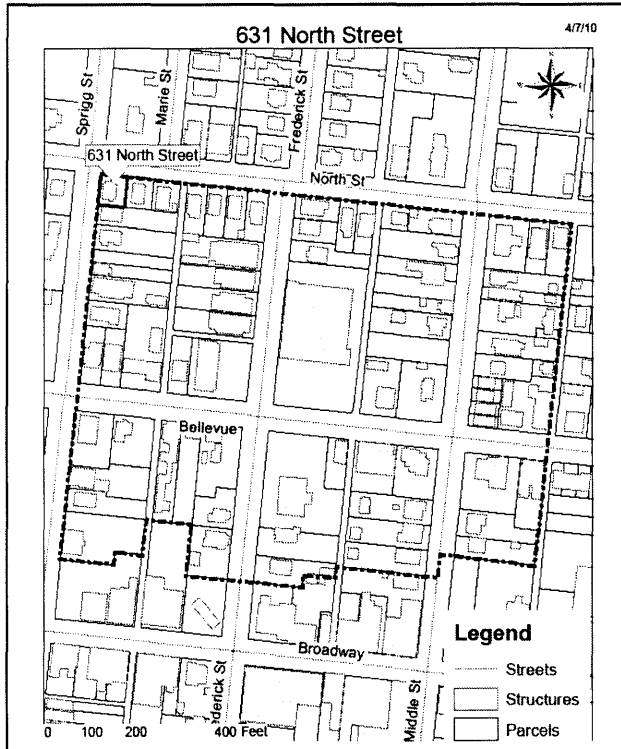 631 North Street
4/7/10
Sprigg St
Marie St
Frederick St
631 North Street
North St
Bellevue
Broadway
Legend
Streets
Structures
Parcels
ederick St
Middle St
0 100 200 400 Feet